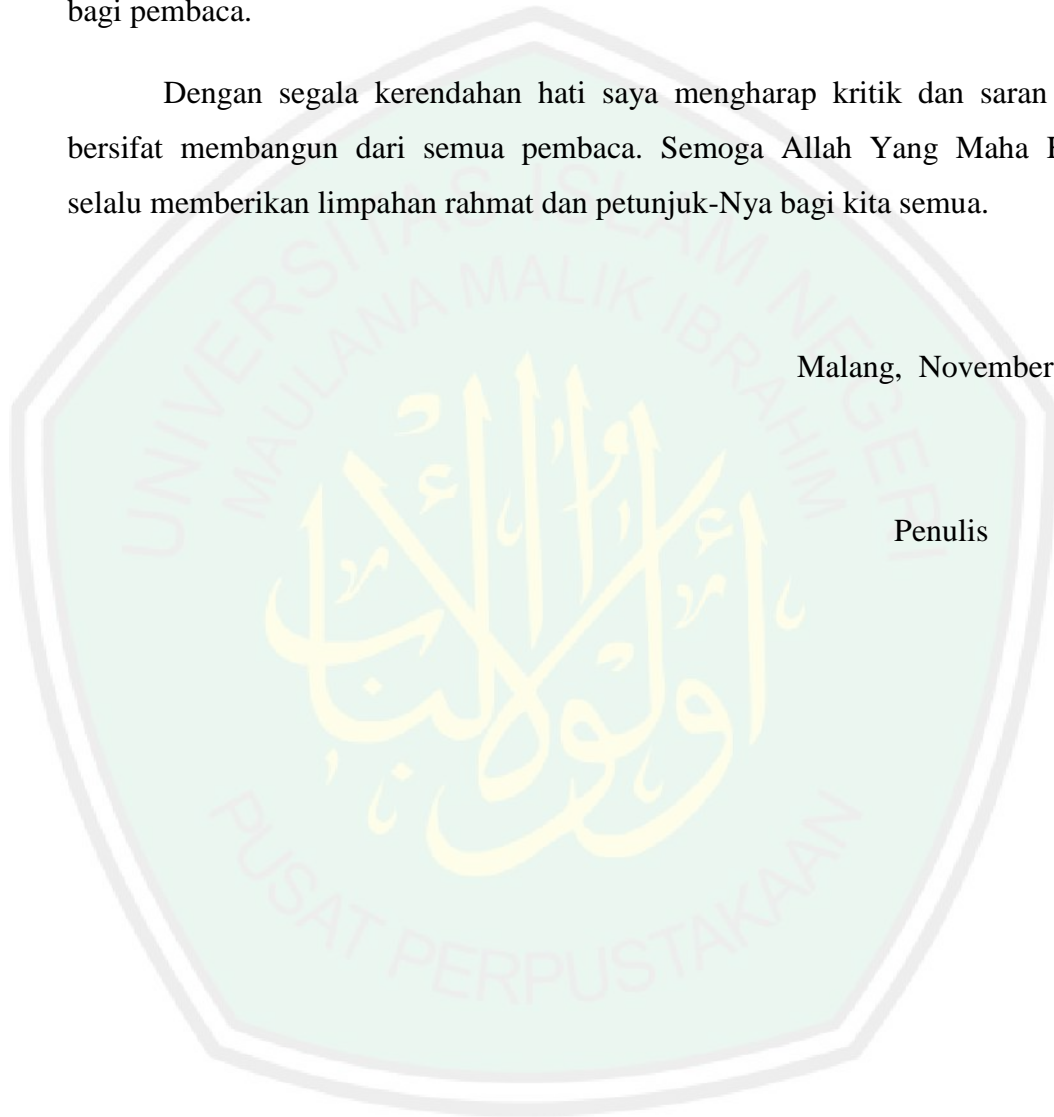 bagi pembaca.
Dengan segala kerendahan hati saya mengharap kritik dan saran
bersifat membangun dari semua pembaca. Semoga Allah Yang Maha
selalu memberikan limpahan rahmat dan petunjuk-Nya bagi kita semua.
Malang, November
Penulis
UNIVERSITAS ISLAM NEGERI
MAULANA MALIK IBRAHIM
أولوا الألباب
PUSAT PERPUSTAKAAN